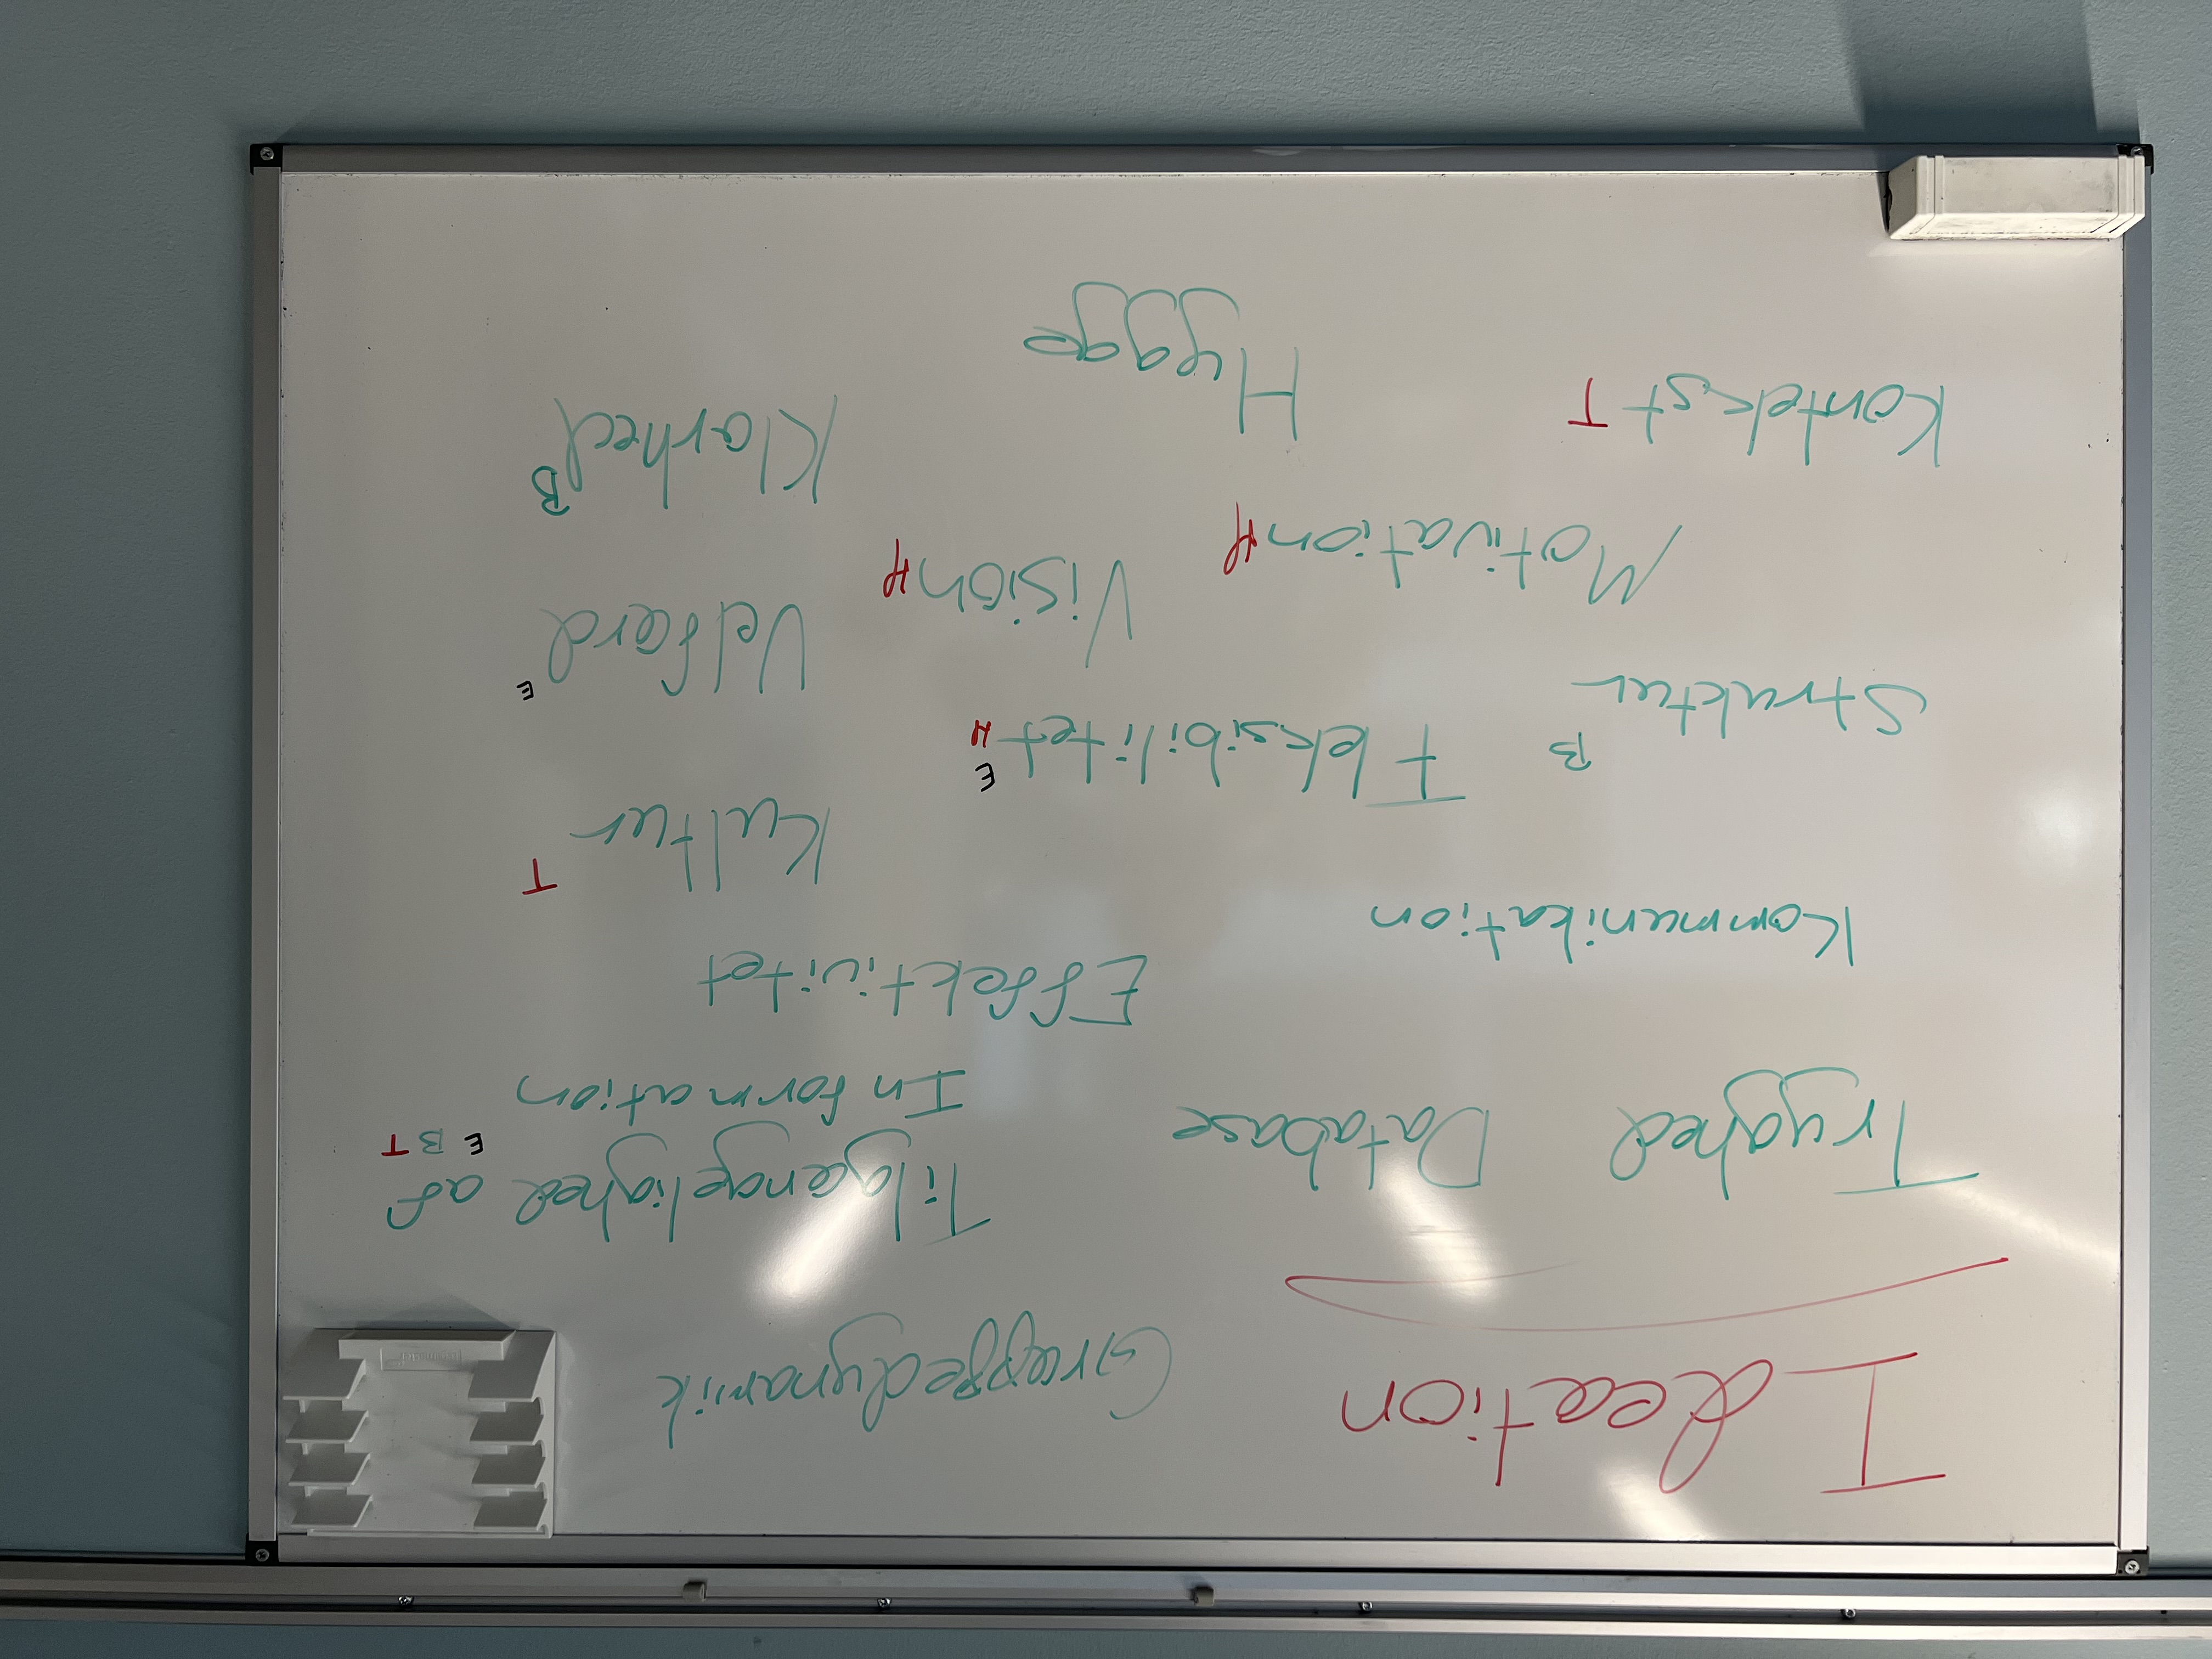 Ideation
Gruppedynamik
Tryghed Database
Tilgængelighed af
E B T
Information
Effektivitet
Kommunikation
Kultur T
Struktur B
Fleksibilitet E
H
Velfærd E
Vision H
Motivation H
Klarhed B
Kontekst T
Hygge